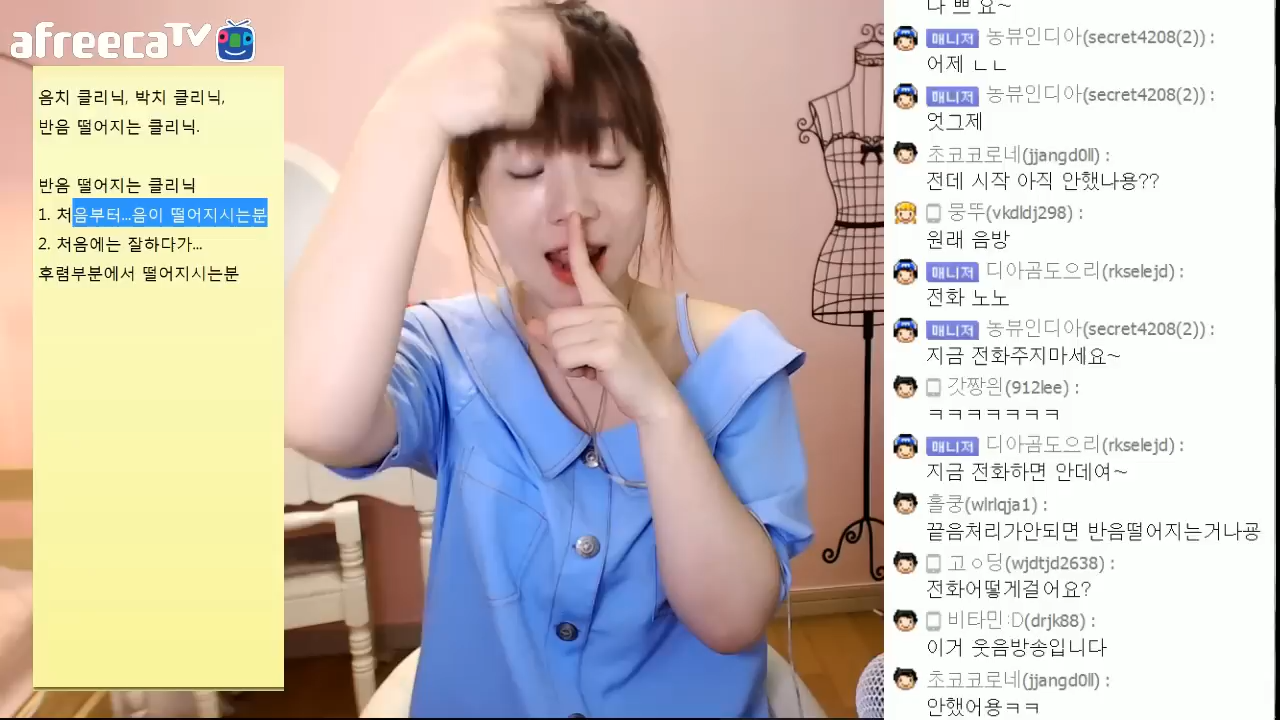 afreecaTV
음치 클리닉, 박치 클리닉,
반음 떨어지는 클리닉.
반음 떨어지는 클리닉
1. 처음부터...음이 떨어지시는분
2. 처음에는 잘하다가...
후렴부분에서 떨어지시는분
나 쁘 요~
매니저 농뷰인디아(secret4208(2)) :
어제 ㄴㄴ
매니저 농뷰인디아(secret4208(2)) :
엇그제
초코코로네(jjangd0ll) :
전데 시작 아직 안했나용??
뭉뚜(vkdldj298) :
원래 음방
매니저 디아곰도으리(rkselejd) :
전화 노노
매니저 농뷰인디아(secret4208(2)) :
지금 전화주지마세요~
갓짱원(912lee) :
ㅋㅋㅋㅋㅋㅋㅋ
매니저 디아곰도으리(rkselejd) :
지금 전화하면 안데여~
홀쿵(wlrlqja1) :
끝음처리가안되면 반음떨어지는거나굥
고ㅇ딩(wjdtjd2638) :
전화어떻게걸어요?
비타민:D(drjk88) :
이거 웃음방송입니다
초코코로네(jjangd0ll) :
안했어용ㅋㅋ